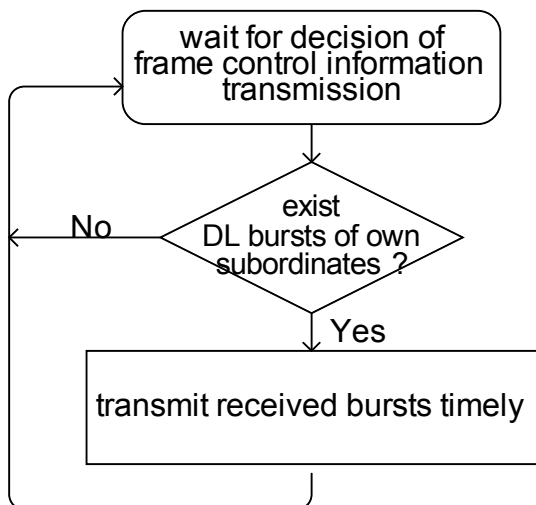 wait for decision of
frame control information
transmission
exist
DL bursts of own
subordinates ?
No
Yes
transmit received bursts timely